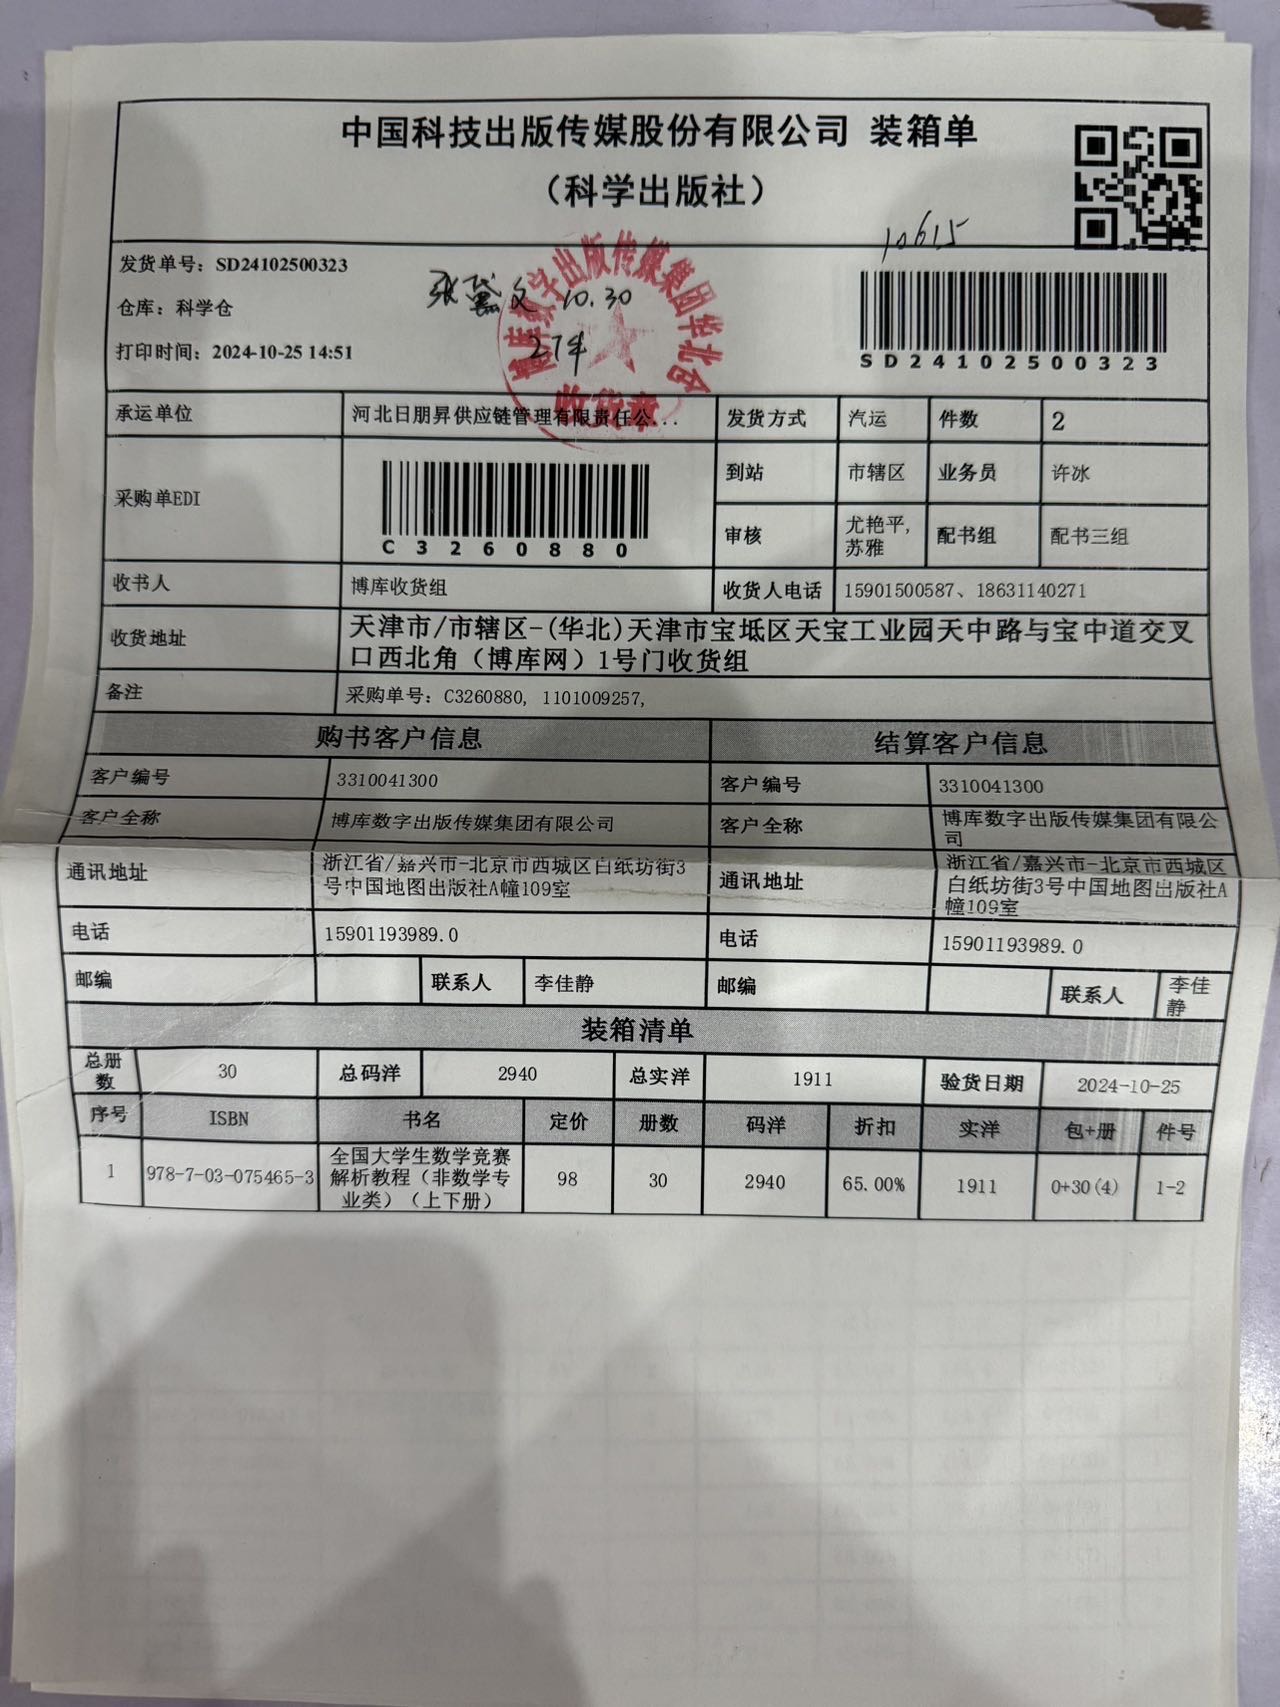 中国科技出版传媒股份有限公司 装箱单
（科学出版社）
10615
发货单号：SD24102500323
仓库：科学仓
打印时间：2024-10-25 14:51
张黛文 10.30
27件
博库数字出版传媒集团华北仓
收货章
SD24102500323
承运单位 河北日朋昇供应链管理有限责任公... 发货方式 汽运 件数 2
采购单EDI
C3260880
到站 市辖区 业务员 许冰
审核 尤艳平, 苏雅 配书组 配书三组
收书人 博库收货组 收货人电话 15901500587、18631140271
收货地址 天津市/市辖区-(华北)天津市宝坻区天宝工业园天中路与宝中道交叉
口西北角（博库网）1号门收货组
备注 采购单号：C3260880, 1101009257,
购书客户信息 结算客户信息
客户编号 3310041300 客户编号 3310041300
客户全称 博库数字出版传媒集团有限公司 客户全称 博库数字出版传媒集团有限公司
通讯地址 浙江省/嘉兴市-北京市西城区白纸坊街3号中国地图出版社A幢109室 通讯地址 浙江省/嘉兴市-北京市西城区白纸坊街3号中国地图出版社A幢109室
电话 15901193989.0 电话 15901193989.0
邮编 联系人 李佳静 邮编 联系人 李佳静
装箱清单
总册数 30 总码洋 2940 总实洋 1911 验货日期 2024-10-25
序号 ISBN 书名 定价 册数 码洋 折扣 实洋 包+册 件号
1 978-7-03-075465-3 全国大学生数学竞赛解析教程（非数学专业类）（上下册） 98 30 2940 65.00% 1911 0+30(4) 1-2